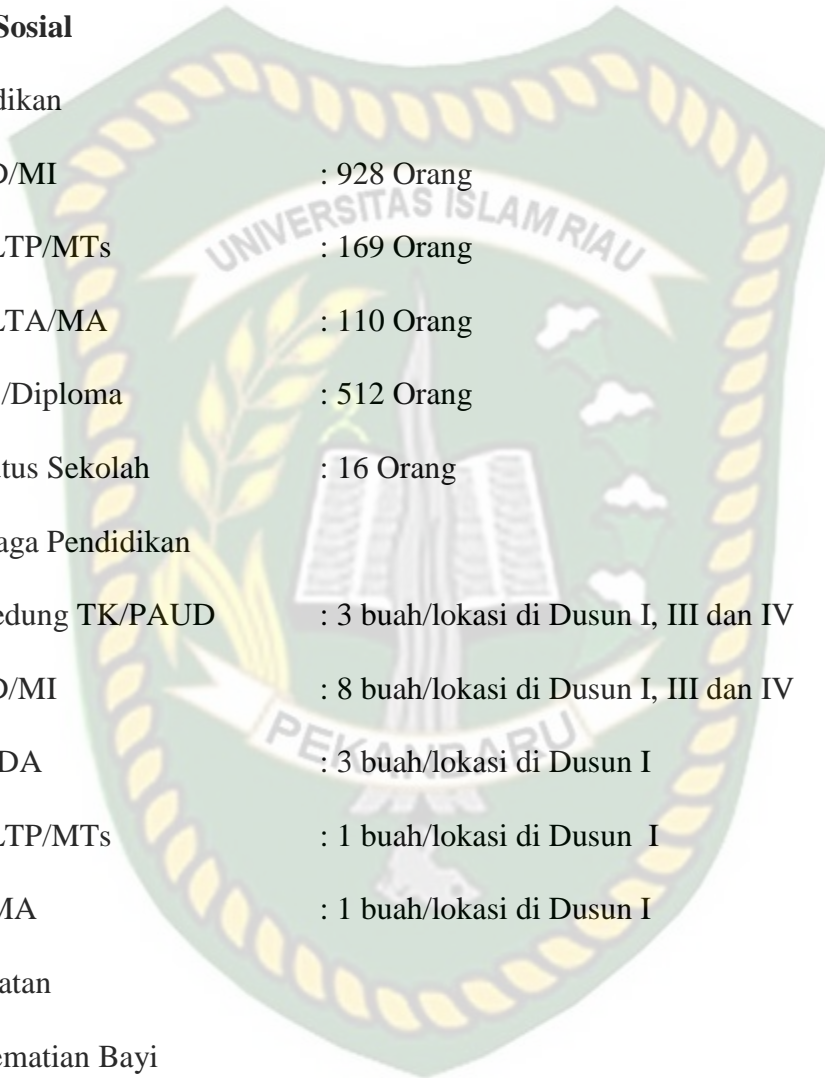 Sosial
dikan
D/MI : 928 Orang
LTP/MTs : 169 Orang
LTA/MA : 110 Orang
/Diploma : 512 Orang
tus Sekolah : 16 Orang
aga Pendidikan
edung TK/PAUD : 3 buah/lokasi di Dusun I, III dan IV
D/MI : 8 buah/lokasi di Dusun I, III dan IV
DA : 3 buah/lokasi di Dusun I
LTP/MTs : 1 buah/lokasi di Dusun I
MA : 1 buah/lokasi di Dusun I
atan
ematian Bayi
UNIVERSITAS ISLAM RIAU
PEKANBARU